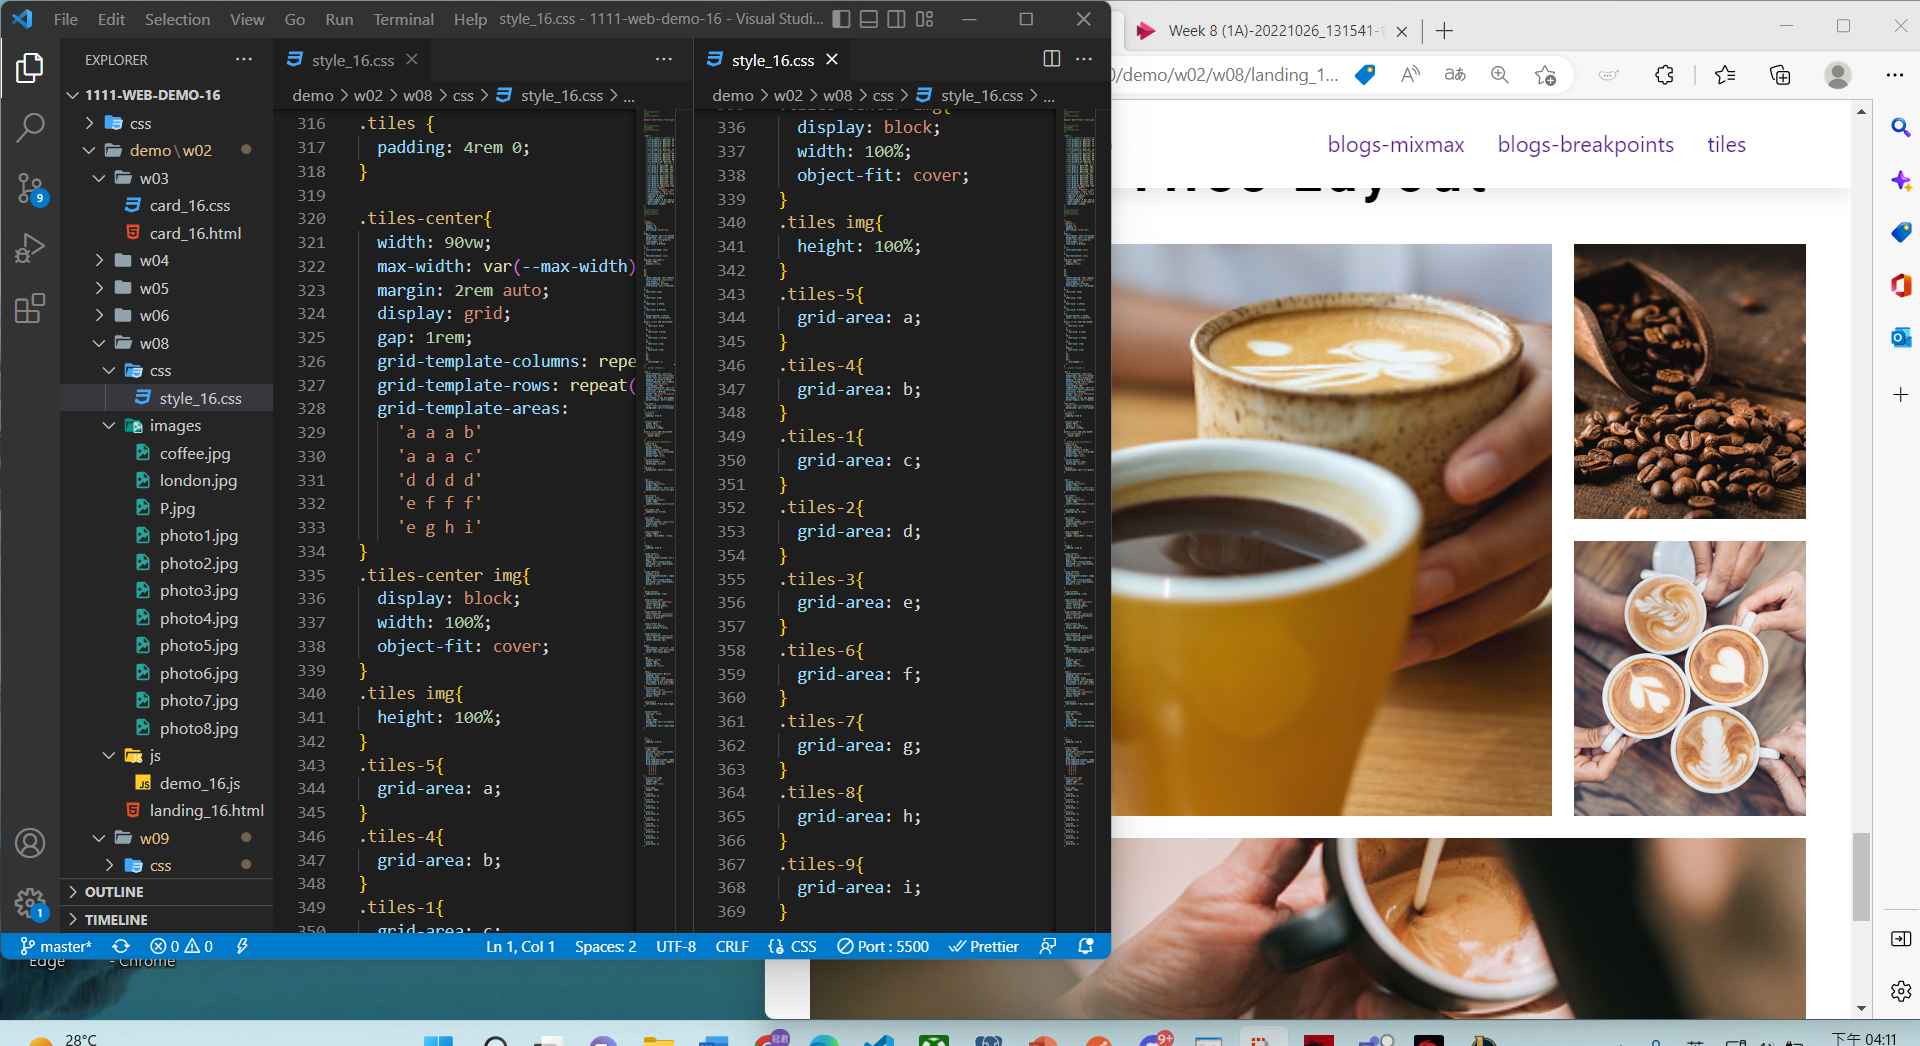 File Edit Selection View Go Run Terminal Help style_16.css - 1111-web-demo-16 - Visual Studi...
EXPLORER
1111-WEB-DEMO-16
css
demo\w02
w03
card_16.css
card_16.html
w04
w05
w06
w08
css
style_16.css
images
coffee.jpg
london.jpg
P.jpg
photo1.jpg
photo2.jpg
photo3.jpg
photo4.jpg
photo5.jpg
photo6.jpg
photo7.jpg
photo8.jpg
js
demo_16.js
landing_16.html
w09
css
OUTLINE
TIMELINE
9
1
style_16.css
demo > w02 > w08 > css > style_16.css > ...
316 .tiles {
317 padding: 4rem 0;
318 }
319
320 .tiles-center{
321 width: 90vw;
322 max-width: var(--max-width)
323 margin: 2rem auto;
324 display: grid;
325 gap: 1rem;
326 grid-template-columns: repe
327 grid-template-rows: repeat(
328 grid-template-areas:
329 'a a a b'
330 'a a a c'
331 'd d d d'
332 'e f f f'
333 'e g h i'
334 }
335 .tiles-center img{
336 display: block;
337 width: 100%;
338 object-fit: cover;
339 }
340 .tiles img{
341 height: 100%;
342 }
343 .tiles-5{
344 grid-area: a;
345 }
346 .tiles-4{
347 grid-area: b;
348 }
349 .tiles-1{
350 grid-area: c;
style_16.css
demo > w02 > w08 > css > style_16.css > ...
335 .tiles-center img{
336 display: block;
337 width: 100%;
338 object-fit: cover;
339 }
340 .tiles img{
341 height: 100%;
342 }
343 .tiles-5{
344 grid-area: a;
345 }
346 .tiles-4{
347 grid-area: b;
348 }
349 .tiles-1{
350 grid-area: c;
351 }
352 .tiles-2{
353 grid-area: d;
354 }
355 .tiles-3{
356 grid-area: e;
357 }
358 .tiles-6{
359 grid-area: f;
360 }
361 .tiles-7{
362 grid-area: g;
363 }
364 .tiles-8{
365 grid-area: h;
366 }
367 .tiles-9{
368 grid-area: i;
369 }
master* 0 0 Ln 1, Col 1 Spaces: 2 UTF-8 CRLF CSS Port : 5500 Prettier
Edge - Chrome
Week 8 (1A)-20221026_131541-
0/demo/w02/w08/landing_1... aあ
blogs-mixmax blogs-breakpoints tiles
Tiles Layout
28°C
9+
下午 04:11